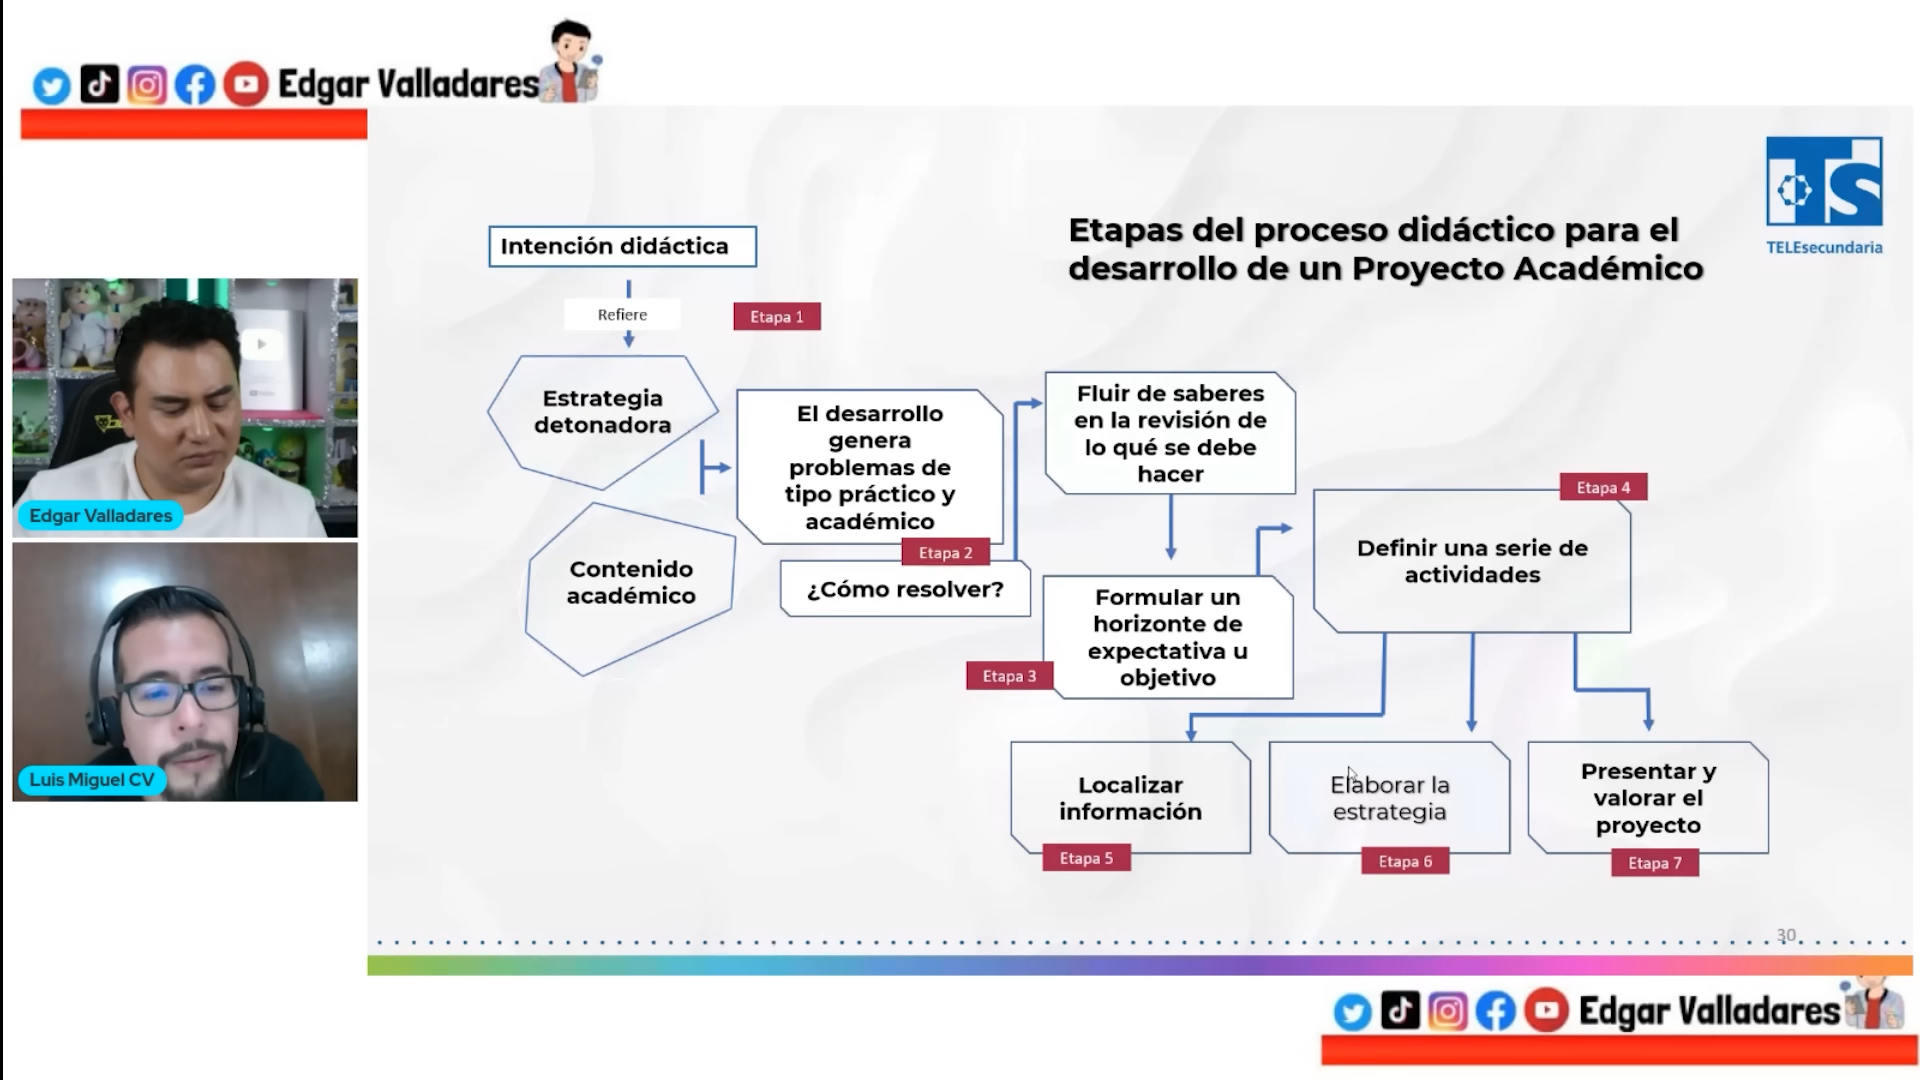 Edgar Valladares
TS
TELEsecundaria
Etapas del proceso didáctico para el
desarrollo de un Proyecto Académico
Intención didáctica
Refiere
Etapa 1
Estrategia
detonadora
Contenido
académico
El desarrollo
genera
problemas de
tipo práctico y
académico
Etapa 2
¿Cómo resolver?
Fluir de saberes
en la revisión de
lo qué se debe
hacer
Formular un
horizonte de
expectativa u
objetivo
Etapa 3
Etapa 4
Definir una serie de
actividades
Localizar
información
Etapa 5
Elaborar la
estrategia
Etapa 6
Presentar y
valorar el
proyecto
Etapa 7
30
Edgar Valladares
Luis Miguel CV
Edgar Valladares